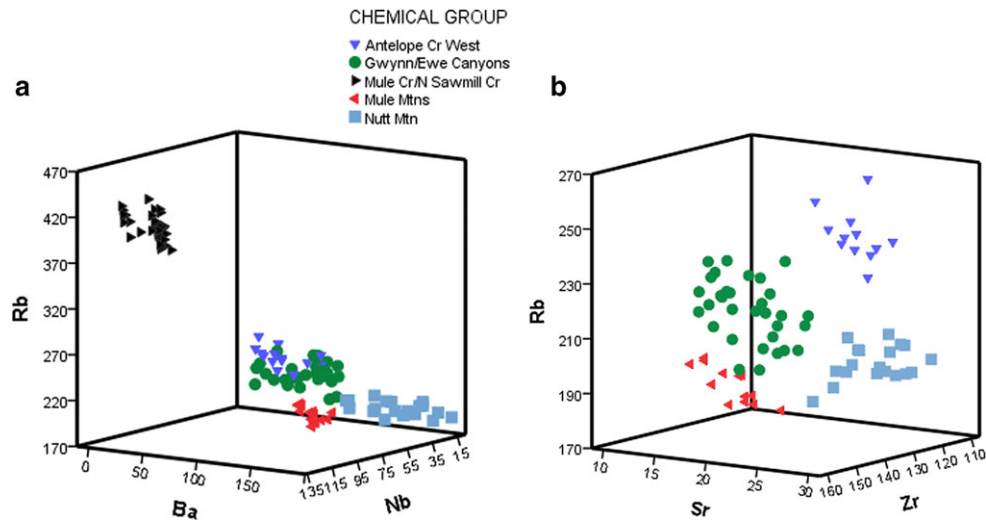 CHEMICAL GROUP
Antelope Cr West
Gwynn/Ewe Canyons
Mule Cr/N Sawmill Cr
Mule Mtns
Nutt Mtn
a
470
420
370
320
270
220
170
Rb
0
50
100
150
Ba
135
115
95
75
55
35
15
Nb
b
270
250
230
210
190
170
Rb
10
15
20
25
30
Sr
160
150
140
130
120
110
Zr